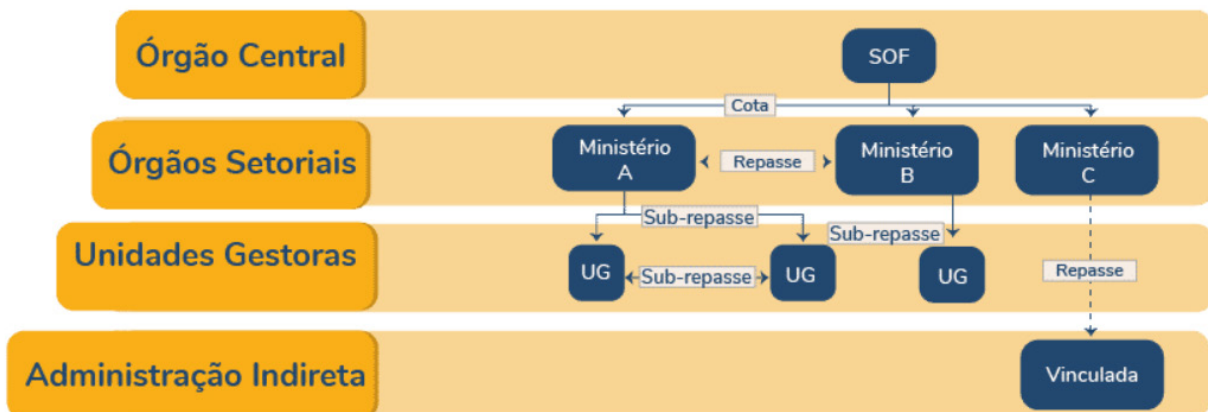 Órgão Central
SOF
Cota
Órgãos Setoriais
Ministério
A
Repasse
Ministério
B
Ministério
C
Sub-repasse
Sub-repasse
Unidades Gestoras
UG
Sub-repasse
UG
UG
Repasse
Administração Indireta
Vinculada